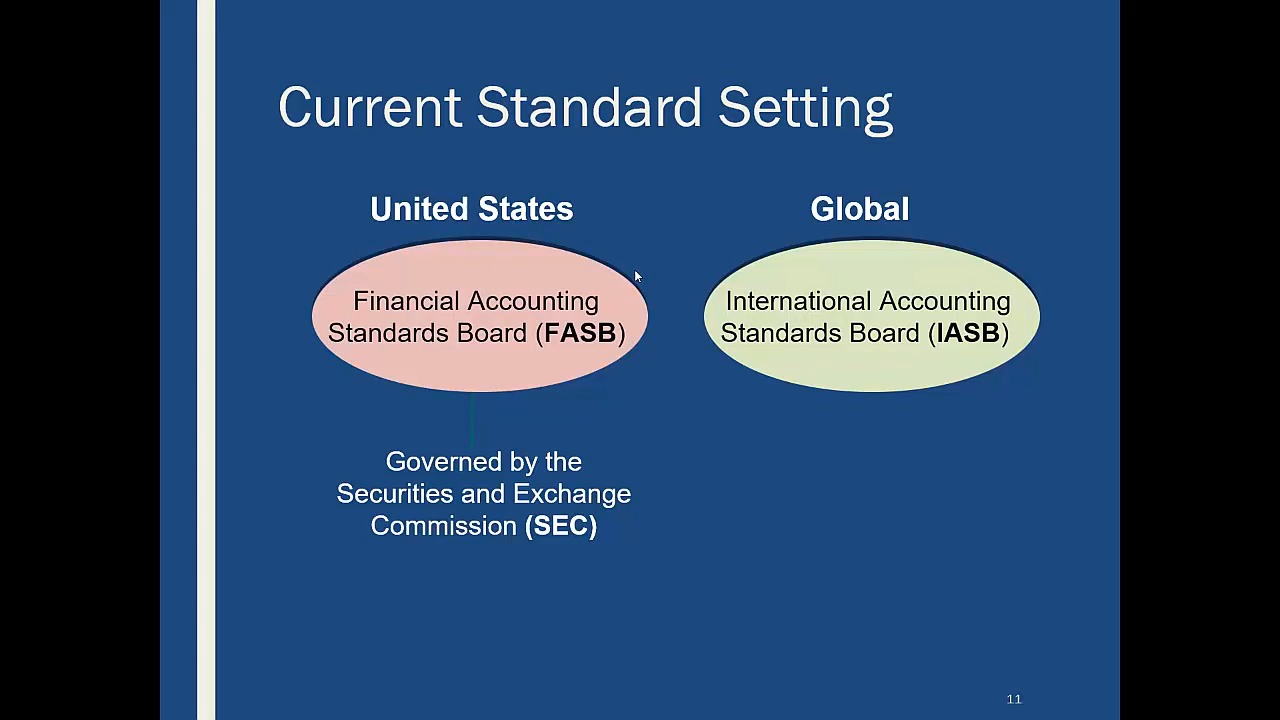 Current Standard Setting
United States
Financial Accounting
Standards Board (FASB)
Governed by the
Securities and Exchange
Commission (SEC)
Global
International Accounting
Standards Board (IASB)
11